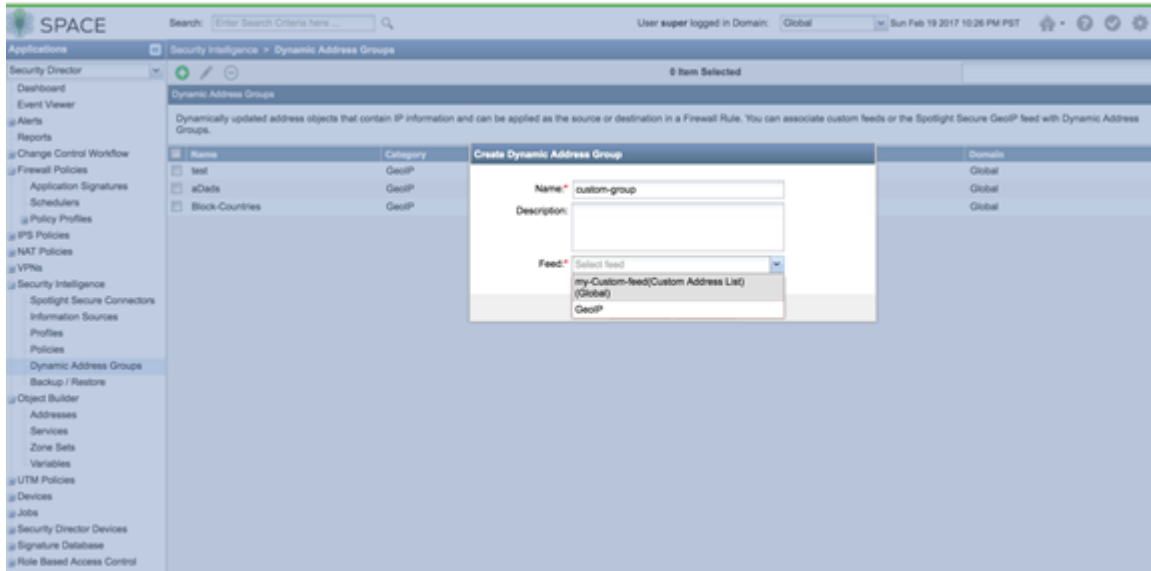 SPACE
Search: Enter Search Criteria here ...
User super logged in Domain: Global
Sun Feb 19 2017 10:26 PM PST
Applications
Security Intelligence > Dynamic Address Groups
Security Director
0 Item Selected
Dashboard
Event Viewer
Alerts
Reports
Change Control Workflow
Firewall Policies
Application Signatures
Schedulers
Policy Profiles
IPS Policies
NAT Policies
VPNs
Security Intelligence
Spotlight Secure Connectors
Information Sources
Profiles
Policies
Dynamic Address Groups
Backup / Restore
Object Builder
Addresses
Services
Zone Sets
Variables
UTM Policies
Devices
Jobs
Security Director Devices
Signature Database
Role Based Access Control
Dynamic Address Groups
Dynamically updated address objects that contain IP information and can be applied as the source or destination in a Firewall Rule. You can associate custom feeds or the Spotlight Secure GeoIP feed with Dynamic Address
Groups.
Name Category Domain
test GeoIP Global
aDads GeoIP Global
Block-Countries GeoIP Global
Create Dynamic Address Group
Name:* custom-group
Description:
Feed:* Select feed
my-Custom-feed(Custom Address List)
(Global)
GeoIP